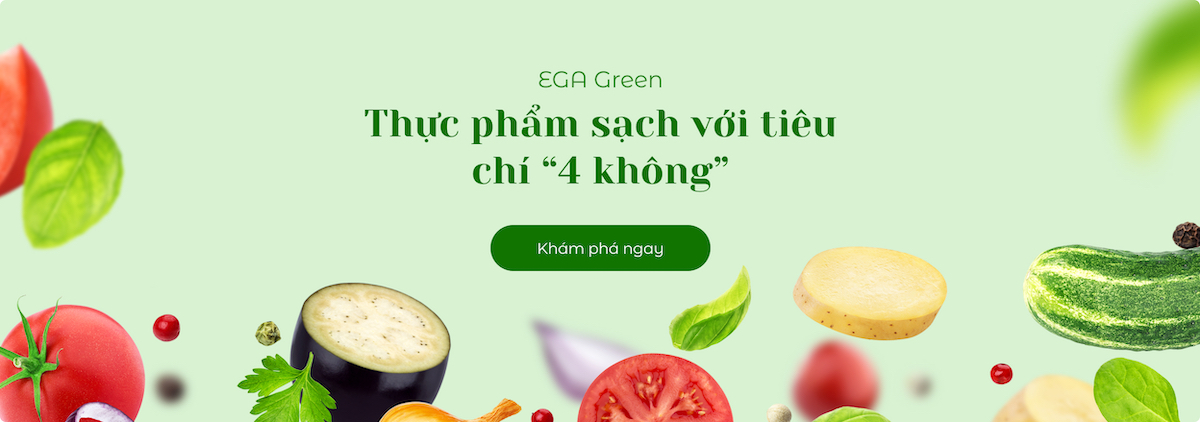 EGA Green
Thực phẩm sạch với tiêu
chí “4 không”
Khám phá ngay